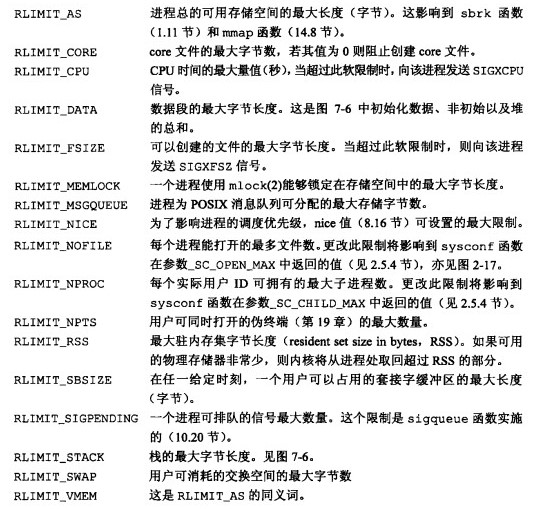 RLIMIT_AS 进程总的可用存储空间的最大长度（字节）。这影响到 sbrk 函数
（1.11 节）和 mmap 函数（14.8 节）。
RLIMIT_CORE core 文件的最大字节数，若其值为 0 则阻止创建 core 文件。
RLIMIT_CPU CPU 时间的最大量值（秒），当超过此软限制时，向该进程发送 SIGXCPU
信号。
RLIMIT_DATA 数据段的最大字节长度。这是图 7-6 中初始化数据、非初始以及堆
的总和。
RLIMIT_FSIZE 可以创建的文件的最大字节长度。当超过此软限制时，则向该进程
发送 SIGXFSZ 信号。
RLIMIT_MEMLOCK 一个进程使用 mlock(2)能够锁定在存储空间中的最大字节长度。
RLIMIT_MSGQUEUE 进程为 POSIX 消息队列可分配的最大存储字节数。
RLIMIT_NICE 为了影响进程的调度优先级，nice 值（8.16 节）可设置的最大限制。
RLIMIT_NOFILE 每个进程能打开的最多文件数。更改此限制将影响到 sysconf 函数
在参数_SC_OPEN_MAX 中返回的值（见 2.5.4 节），亦见图 2-17。
RLIMIT_NPROC 每个实际用户 ID 可拥有的最大子进程数。更改此限制将影响到
sysconf 函数在参数_SC_CHILD_MAX 中返回的值（见 2.5.4 节）。
RLIMIT_NPTS 用户可同时打开的伪终端（第 19 章）的最大数量。
RLIMIT_RSS 最大驻内存集字节长度（resident set size in bytes，RSS）。如果可用
的物理存储器非常少，则内核将从进程处取回超过 RSS 的部分。
RLIMIT_SBSIZE 在任一给定时刻，一个用户可以占用的套接字缓冲区的最大长度
（字节）。
RLIMIT_SIGPENDING 一个进程可排队的信号最大数量。这个限制是 sigqueue 函数实施
的（10.20 节）。
RLIMIT_STACK 栈的最大字节长度。见图 7-6。
RLIMIT_SWAP 用户可消耗的交换空间的最大字节数
RLIMIT_VMEM 这是 RLIMIT_AS 的同义词。